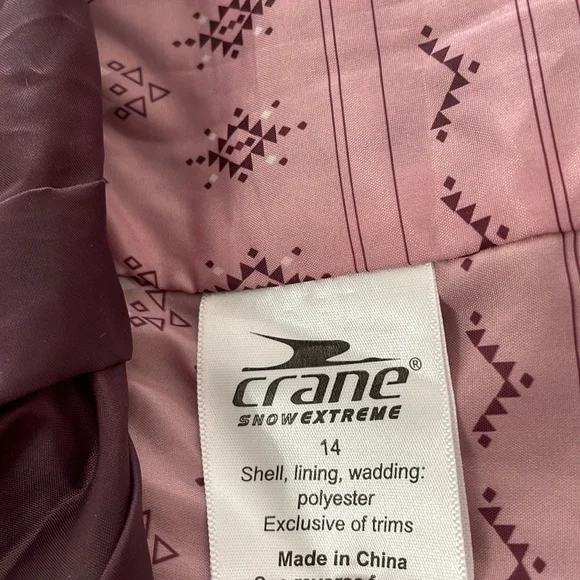 crane®
SNOWEXTREME
14
Shell, lining, wadding:
polyester
Exclusive of trims
Made in China